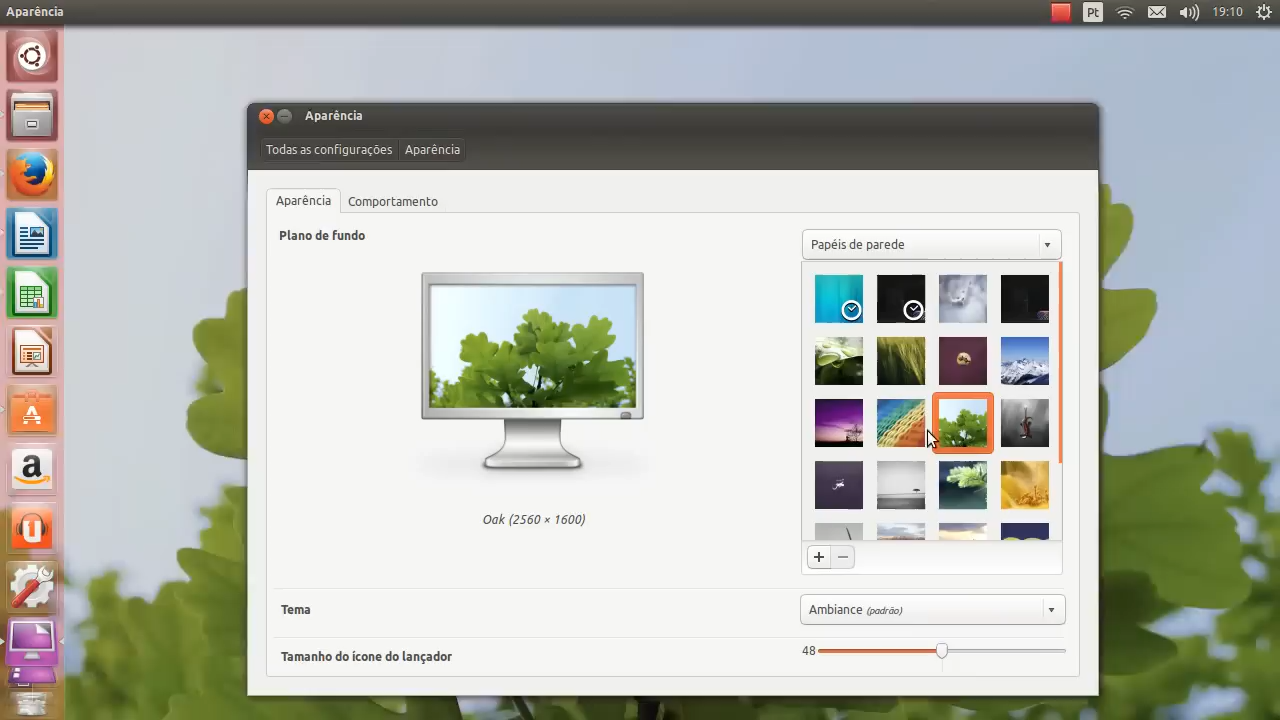 Aparência
Pt
19:10
Aparência
Todas as configurações
Aparência
Aparência
Comportamento
Plano de fundo
Papéis de parede
Oak (2560 × 1600)
Tema
Ambiance (padrão)
Tamanho do ícone do lançador
48